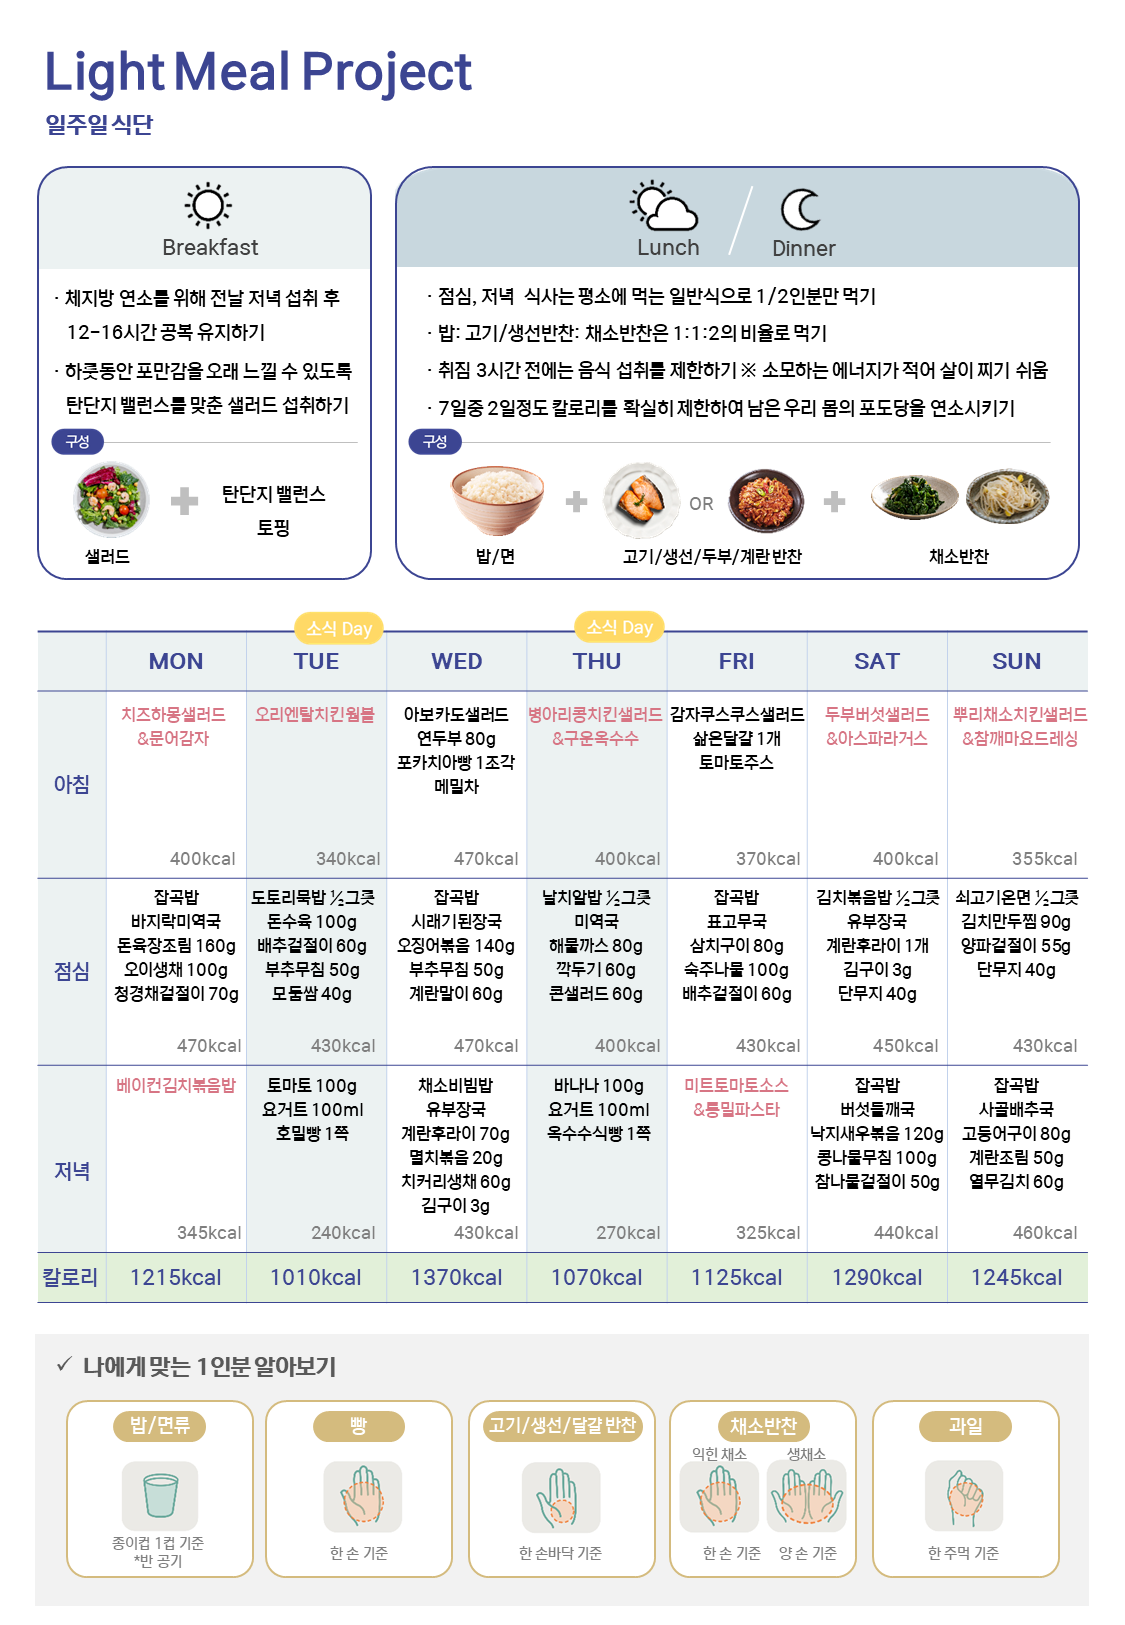 Light Meal Project
일주일 식단
Breakfast
· 체지방 연소를 위해 전날 저녁 섭취 후
12-16시간 공복 유지하기
· 하루동안 포만감을 오래 느낄 수 있도록
탄단지 밸런스를 맞춘 샐러드 섭취하기
구성
탄단지 밸런스
토핑
샐러드
Lunch
Dinner
· 점심, 저녁 식사는 평소에 먹는 일반식으로 1/2인분만 먹기
· 밥: 고기/생선반찬: 채소반찬은 1:1:2의 비율로 먹기
· 취짐 3시간 전에는 음식 섭취를 제한하기 ※ 소모하는 에너지가 적어 살이 찌기 쉬움
· 7일중 2일정도 칼로리를 확실히 제한하여 남은 우리 몸의 포도당을 연소시키기
구성
OR
밥/면
고기/생선/두부/계란 반찬
채소반찬
소식 Day
소식 Day
MON
TUE
WED
THU
FRI
SAT
SUN
아침
치즈하몽샐러드
&문어감자
400kcal
오리엔탈치킨웜볼
340kcal
아보카도샐러드
연두부 80g
포카치아빵 1조각
메밀차
470kcal
병아리콩치킨샐러드
&구운옥수수
400kcal
감자쿠스쿠스샐러드
삶은달걀 1개
토마토주스
370kcal
두부버섯샐러드
&아스파라거스
400kcal
뿌리채소치킨샐러드
&참깨마요드레싱
355kcal
점심
잡곡밥
바지락미역국
돈육장조림 160g
오이생채 100g
청경채겉절이 70g
470kcal
도토리묵밥 ½그릇
돈수육 100g
배추겉절이 60g
부추무침 50g
모둠쌈 40g
430kcal
잡곡밥
시래기된장국
오징어볶음 140g
부추무침 50g
계란말이 60g
470kcal
날치알밥 ½그릇
미역국
해물까스 80g
깍두기 60g
콘샐러드 60g
400kcal
잡곡밥
표고무국
삼치구이 80g
숙주나물 100g
배추겉절이 60g
430kcal
김치볶음밥 ½그릇
유부장국
계란후라이 1개
김구이 3g
단무지 40g
450kcal
쇠고기온면 ½그릇
김치만두찜 90g
양파겉절이 55g
단무지 40g
430kcal
저녁
베이컨김치볶음밥
345kcal
토마토 100g
요거트 100ml
호밀빵 1쪽
240kcal
채소비빔밥
유부장국
계란후라이 70g
멸치볶음 20g
치커리생채 60g
김구이 3g
430kcal
바나나 100g
요거트 100ml
옥수수식빵 1쪽
270kcal
미트토마토소스
&통밀파스타
325kcal
잡곡밥
버섯들깨국
낙지새우볶음 120g
콩나물무침 100g
참나물겉절이 50g
440kcal
잡곡밥
사골배추국
고등어구이 80g
계란조림 50g
열무김치 60g
460kcal
칼로리
1215kcal
1010kcal
1370kcal
1070kcal
1125kcal
1290kcal
1245kcal
✓ 나에게 맞는 1인분 알아보기
밥/면류
종이컵 1컵 기준
*반 공기
빵
한 손 기준
고기/생선/달걀 반찬
한 손바닥 기준
채소반찬
익힌 채소
생채소
한 손 기준
양 손 기준
과일
한 주먹 기준